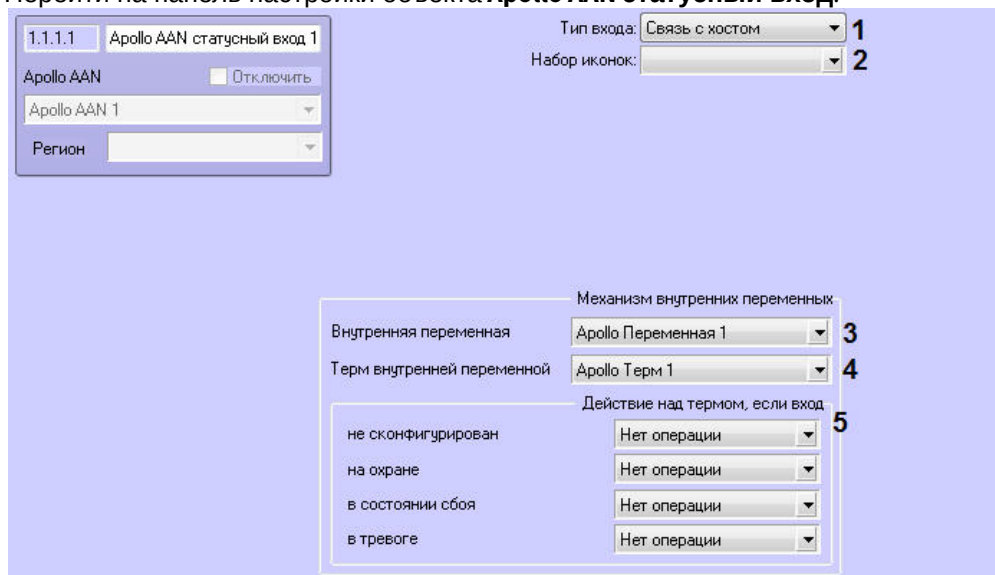 Перейти на панель настройки объекта Apollo AAN статусный вход.
1.1.1.1 Apollo AAN статусный вход 1
Тип входа: Связь с хостом 1
Набор иконок: 2
Apollo AAN Отключить
Apollo AAN 1
Регион
Механизм внутренних переменных
Внутренняя переменная Apollo Переменная 1 3
Терм внутренней переменной Apollo Терм 1 4
Действие над термом, если вход 5
не сконфигурирован Нет операции
на охране Нет операции
в состоянии сбоя Нет операции
в тревоге Нет операции